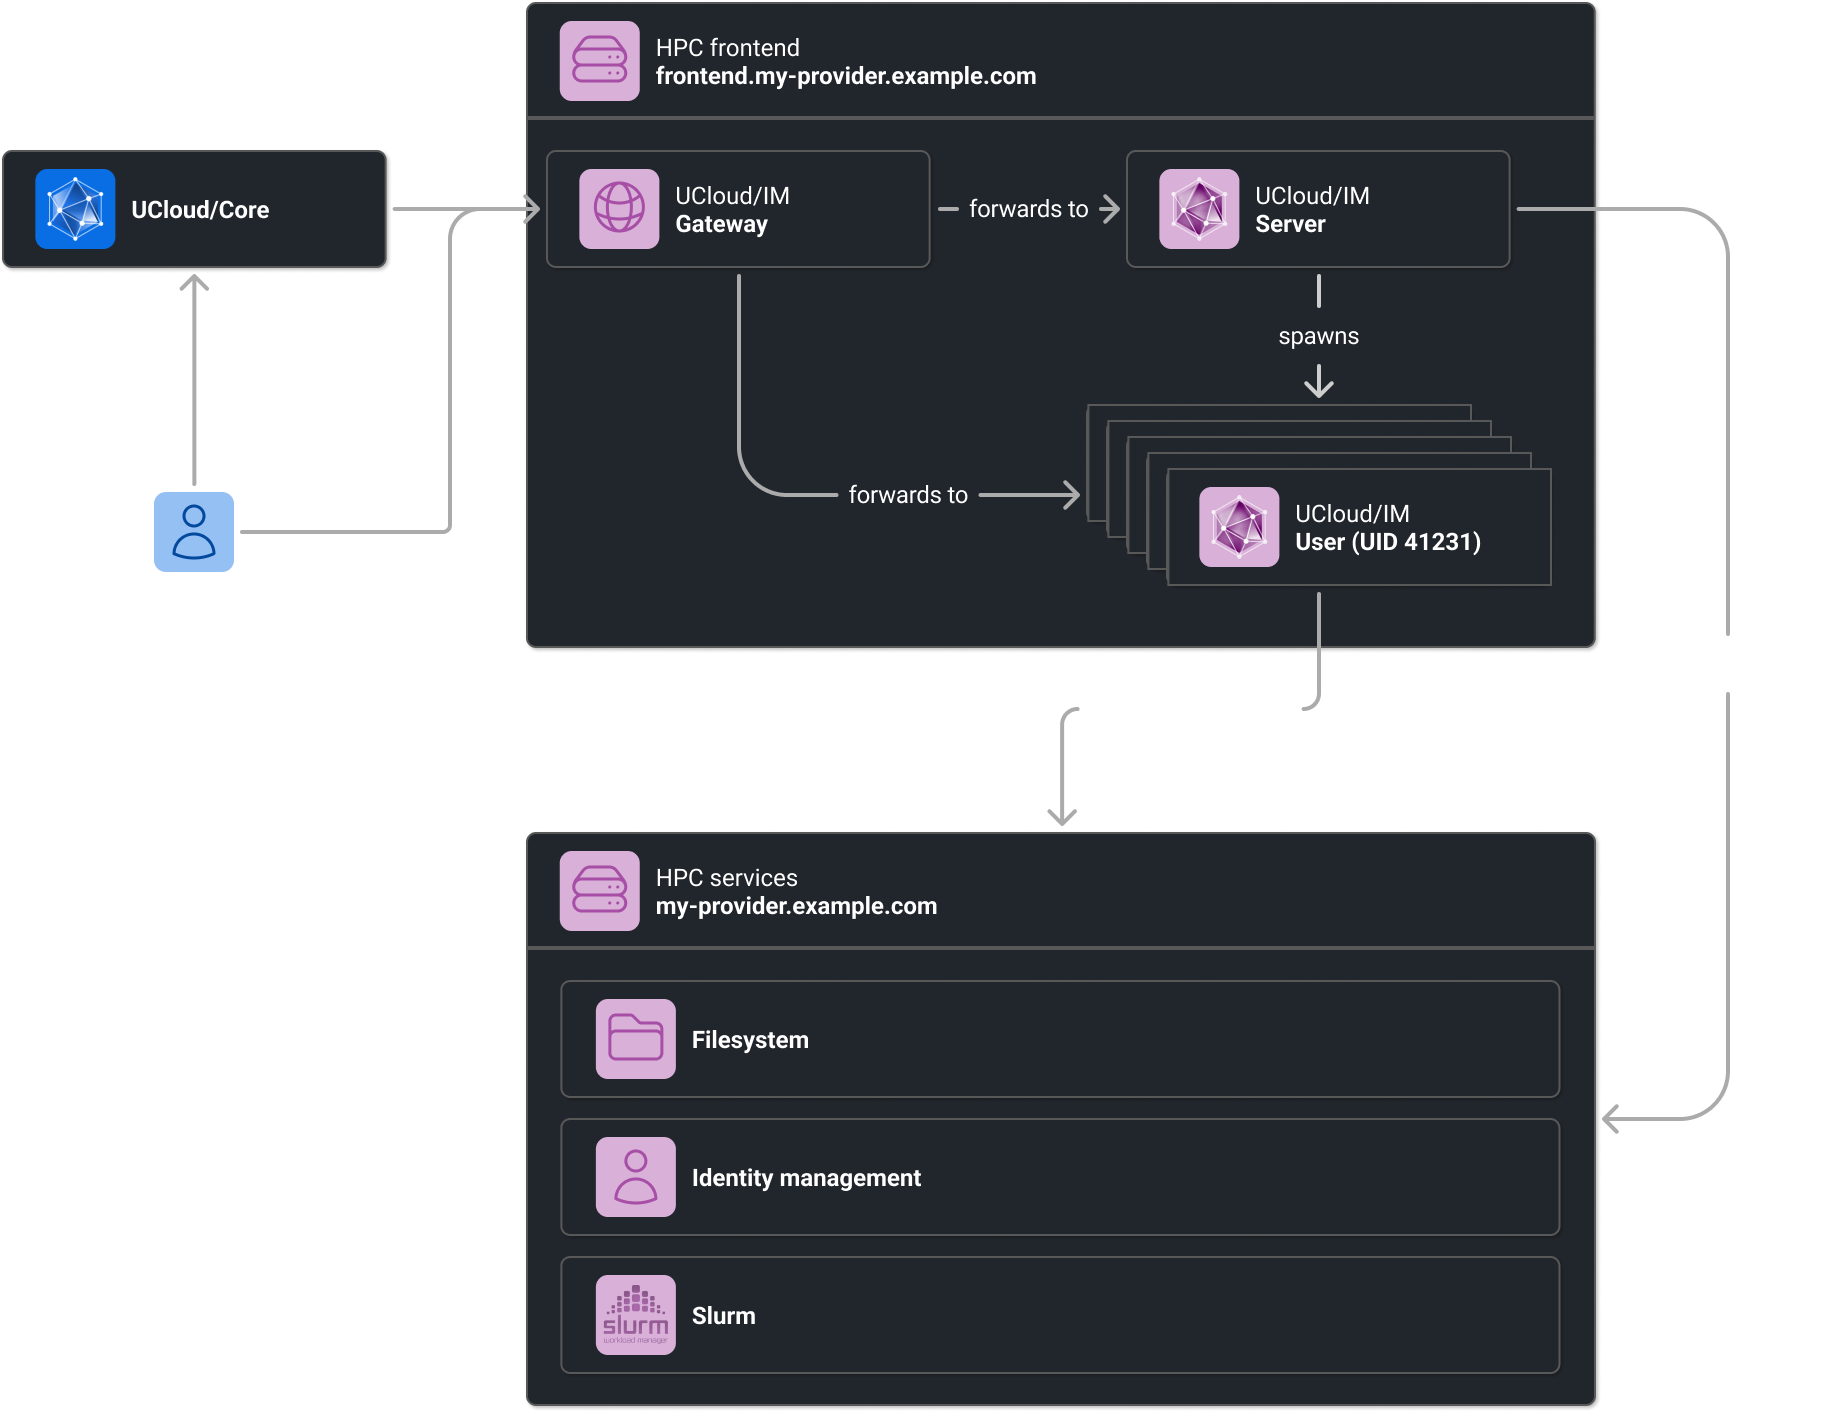 HPC frontend
frontend.my-provider.example.com
UCloud/Core
UCloud/IM
Gateway
forwards to
UCloud/IM
Server
spawns
forwards to
UCloud/IM
User (UID 41231)
HPC services
my-provider.example.com
Filesystem
Identity management
slurm
workload manager
Slurm